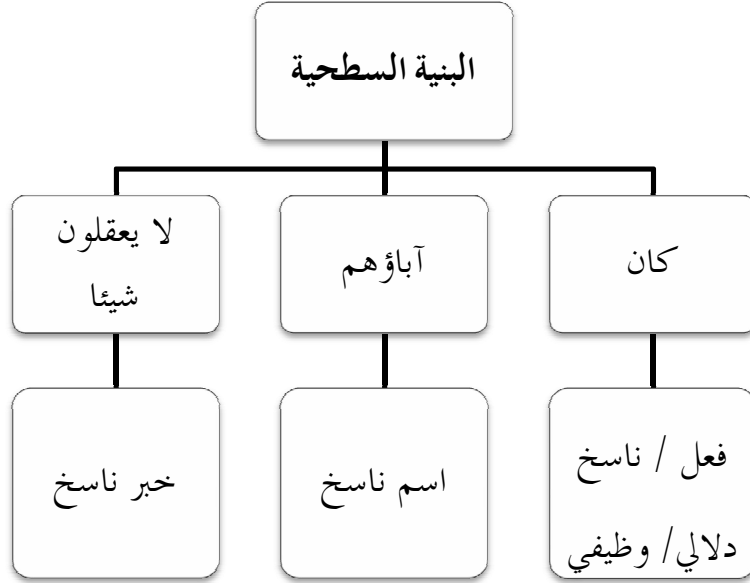 البنية السطحية
كان
آباؤهم
لا يعقلون
شيئا
فعل / ناسخ
دلالي/ وظيفي
اسم ناسخ
خبر ناسخ